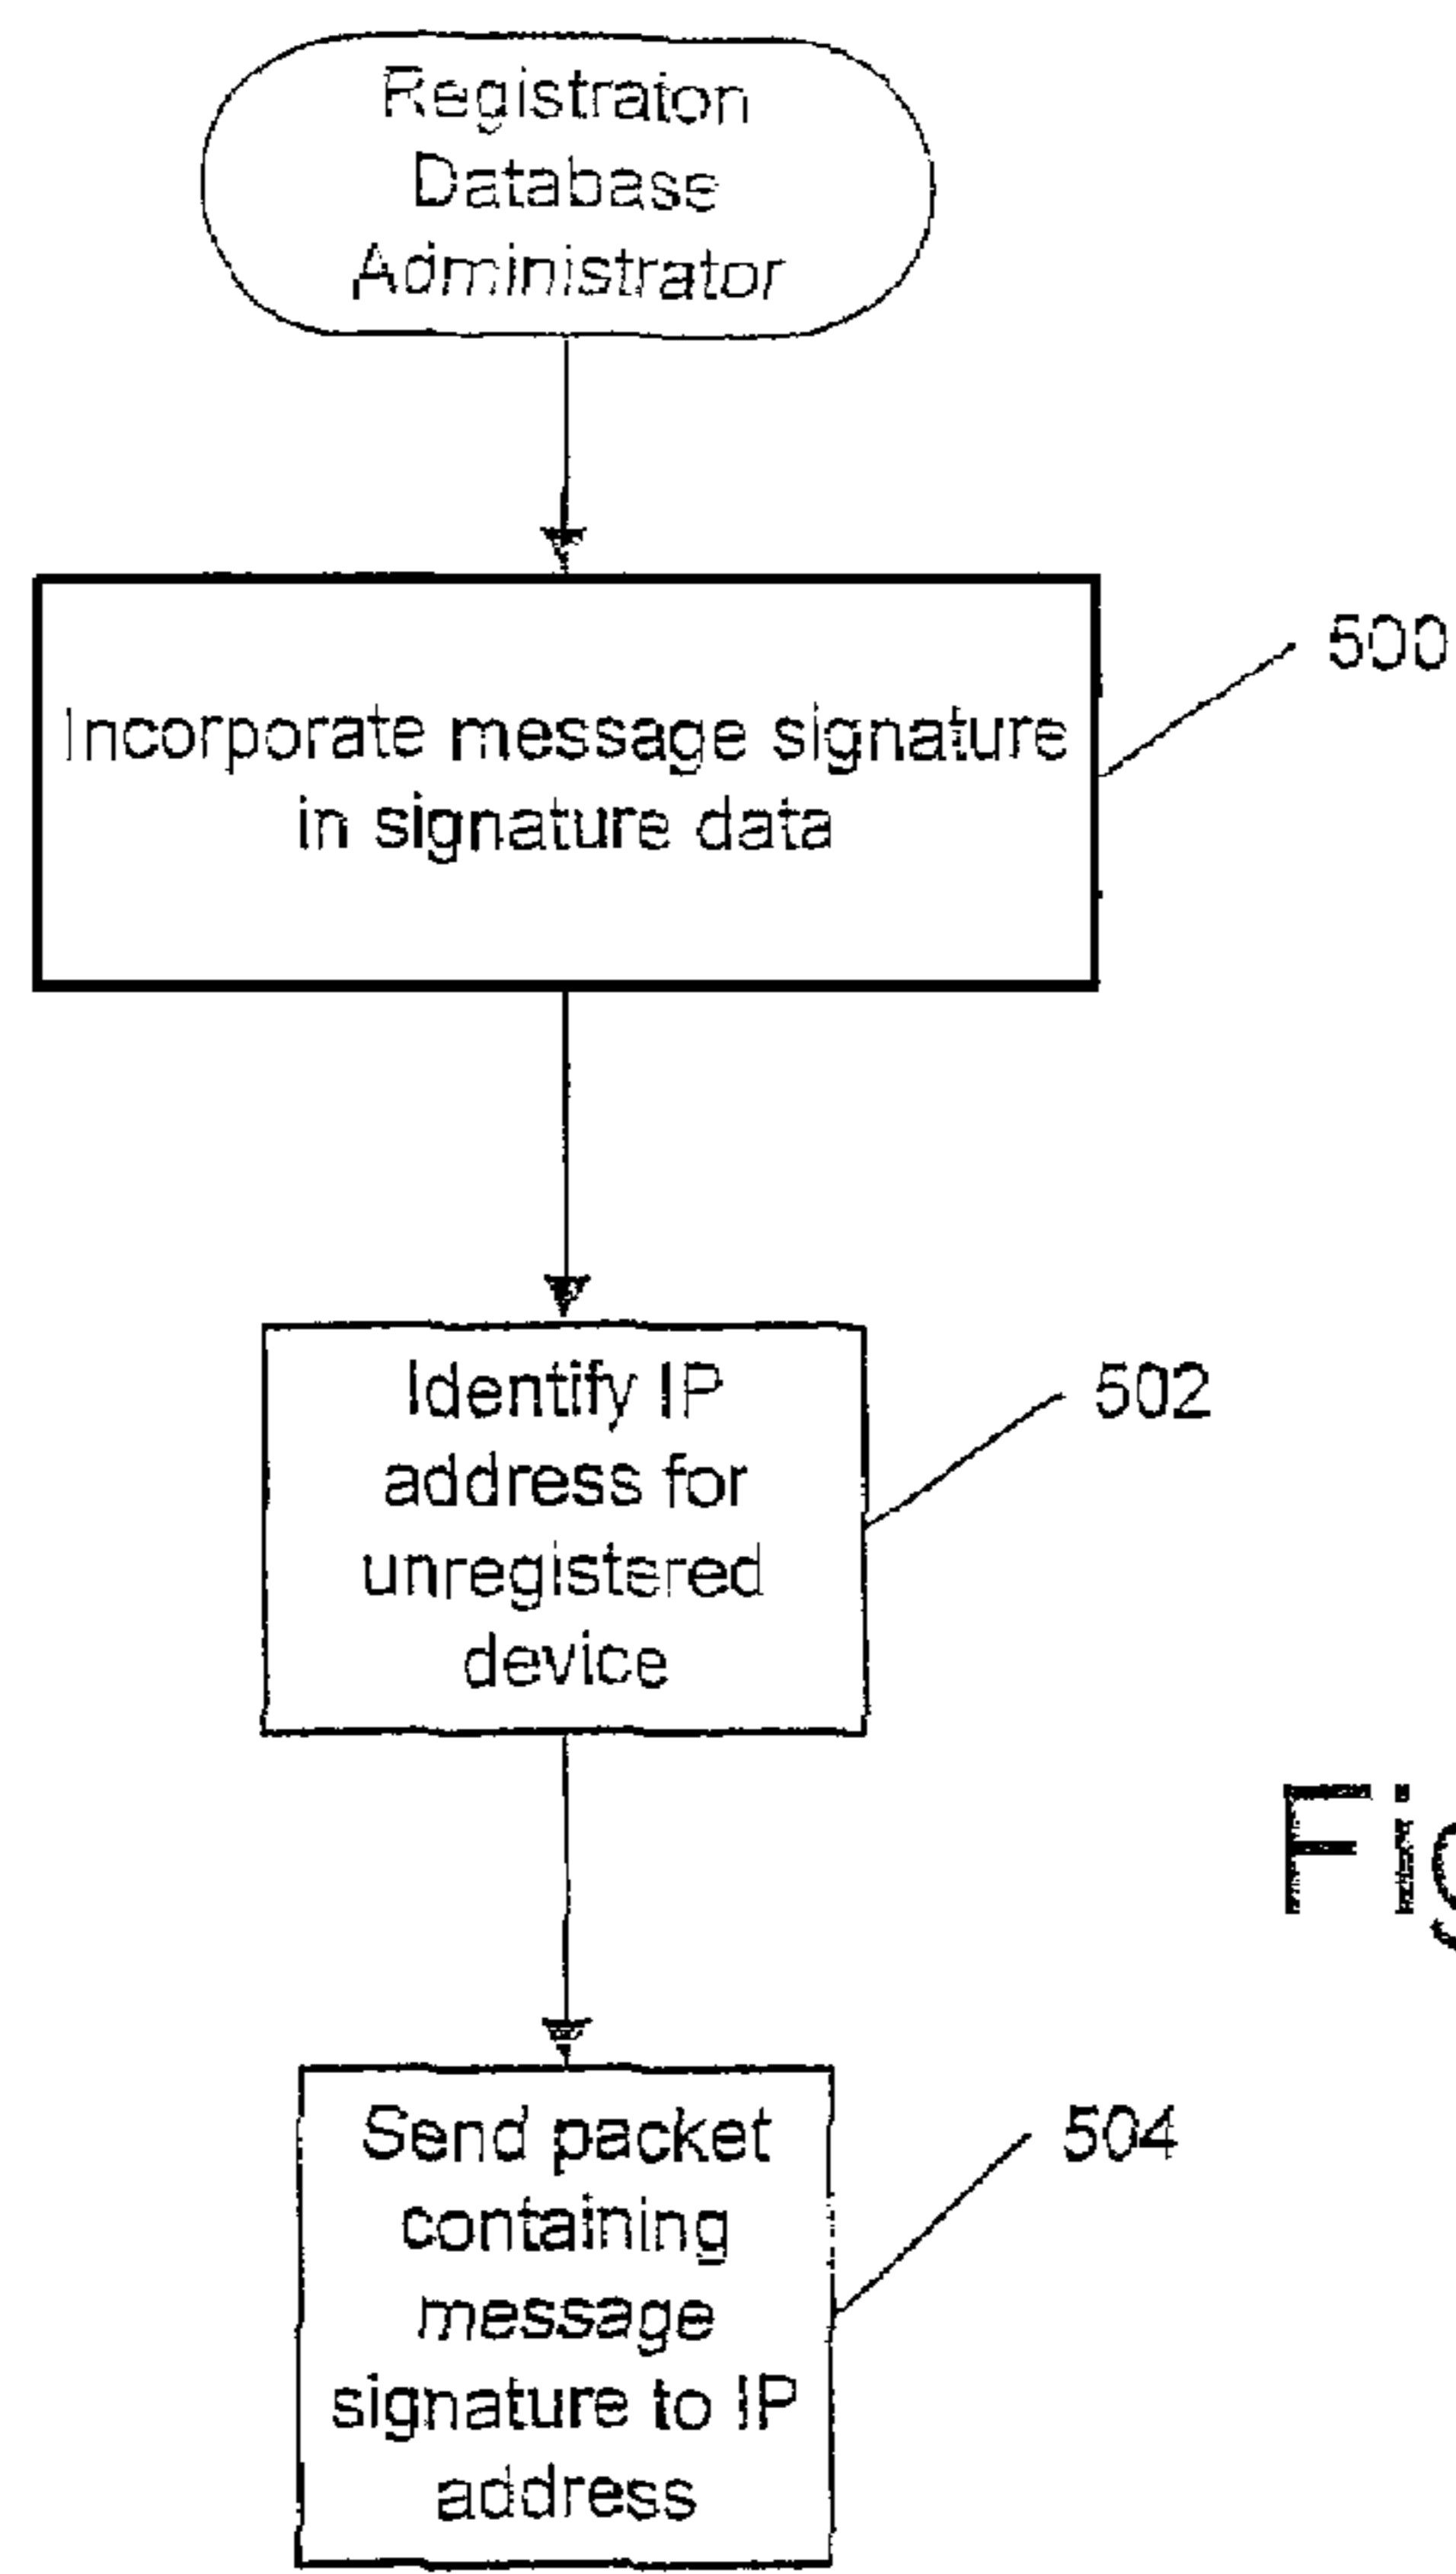 Registraton
Database
Administrator
500
Incorporate message signature
in signature data
502
Identify IP
address for
unregistered
device
Fig
504
Send packet
containing
message
signature to IP
address